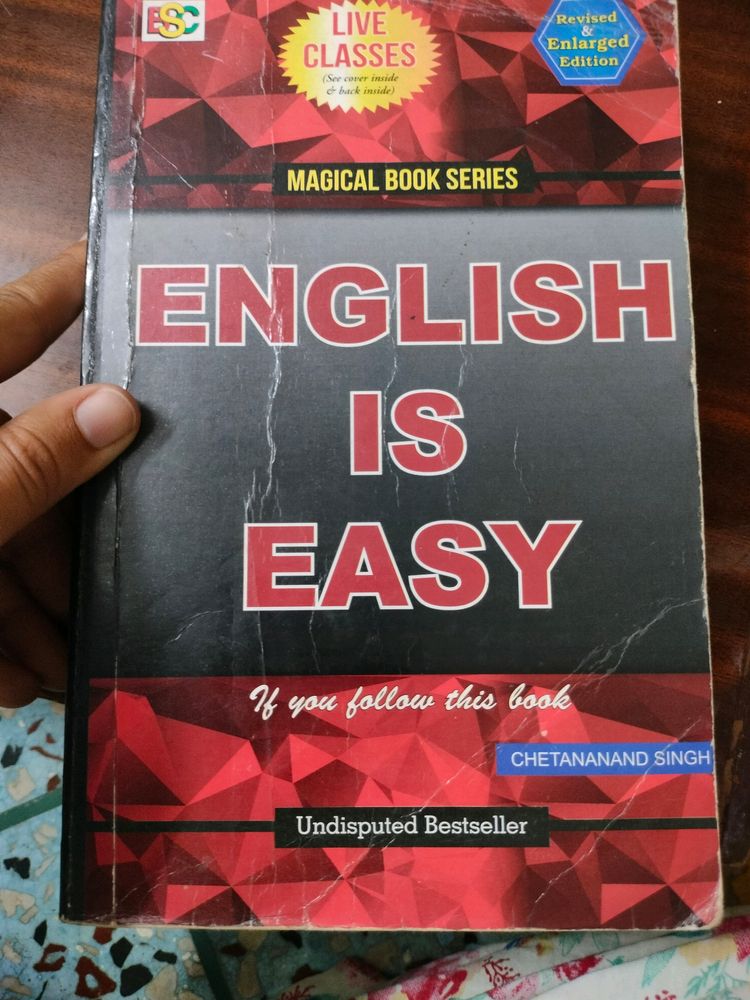 BSC
LIVE
CLASSES
(See cover inside
& back inside)
Revised
&
Enlarged
Edition
MAGICAL BOOK SERIES
ENGLISH
IS
EASY
If you follow this book
CHETANANAND SINGH
Undisputed Bestseller